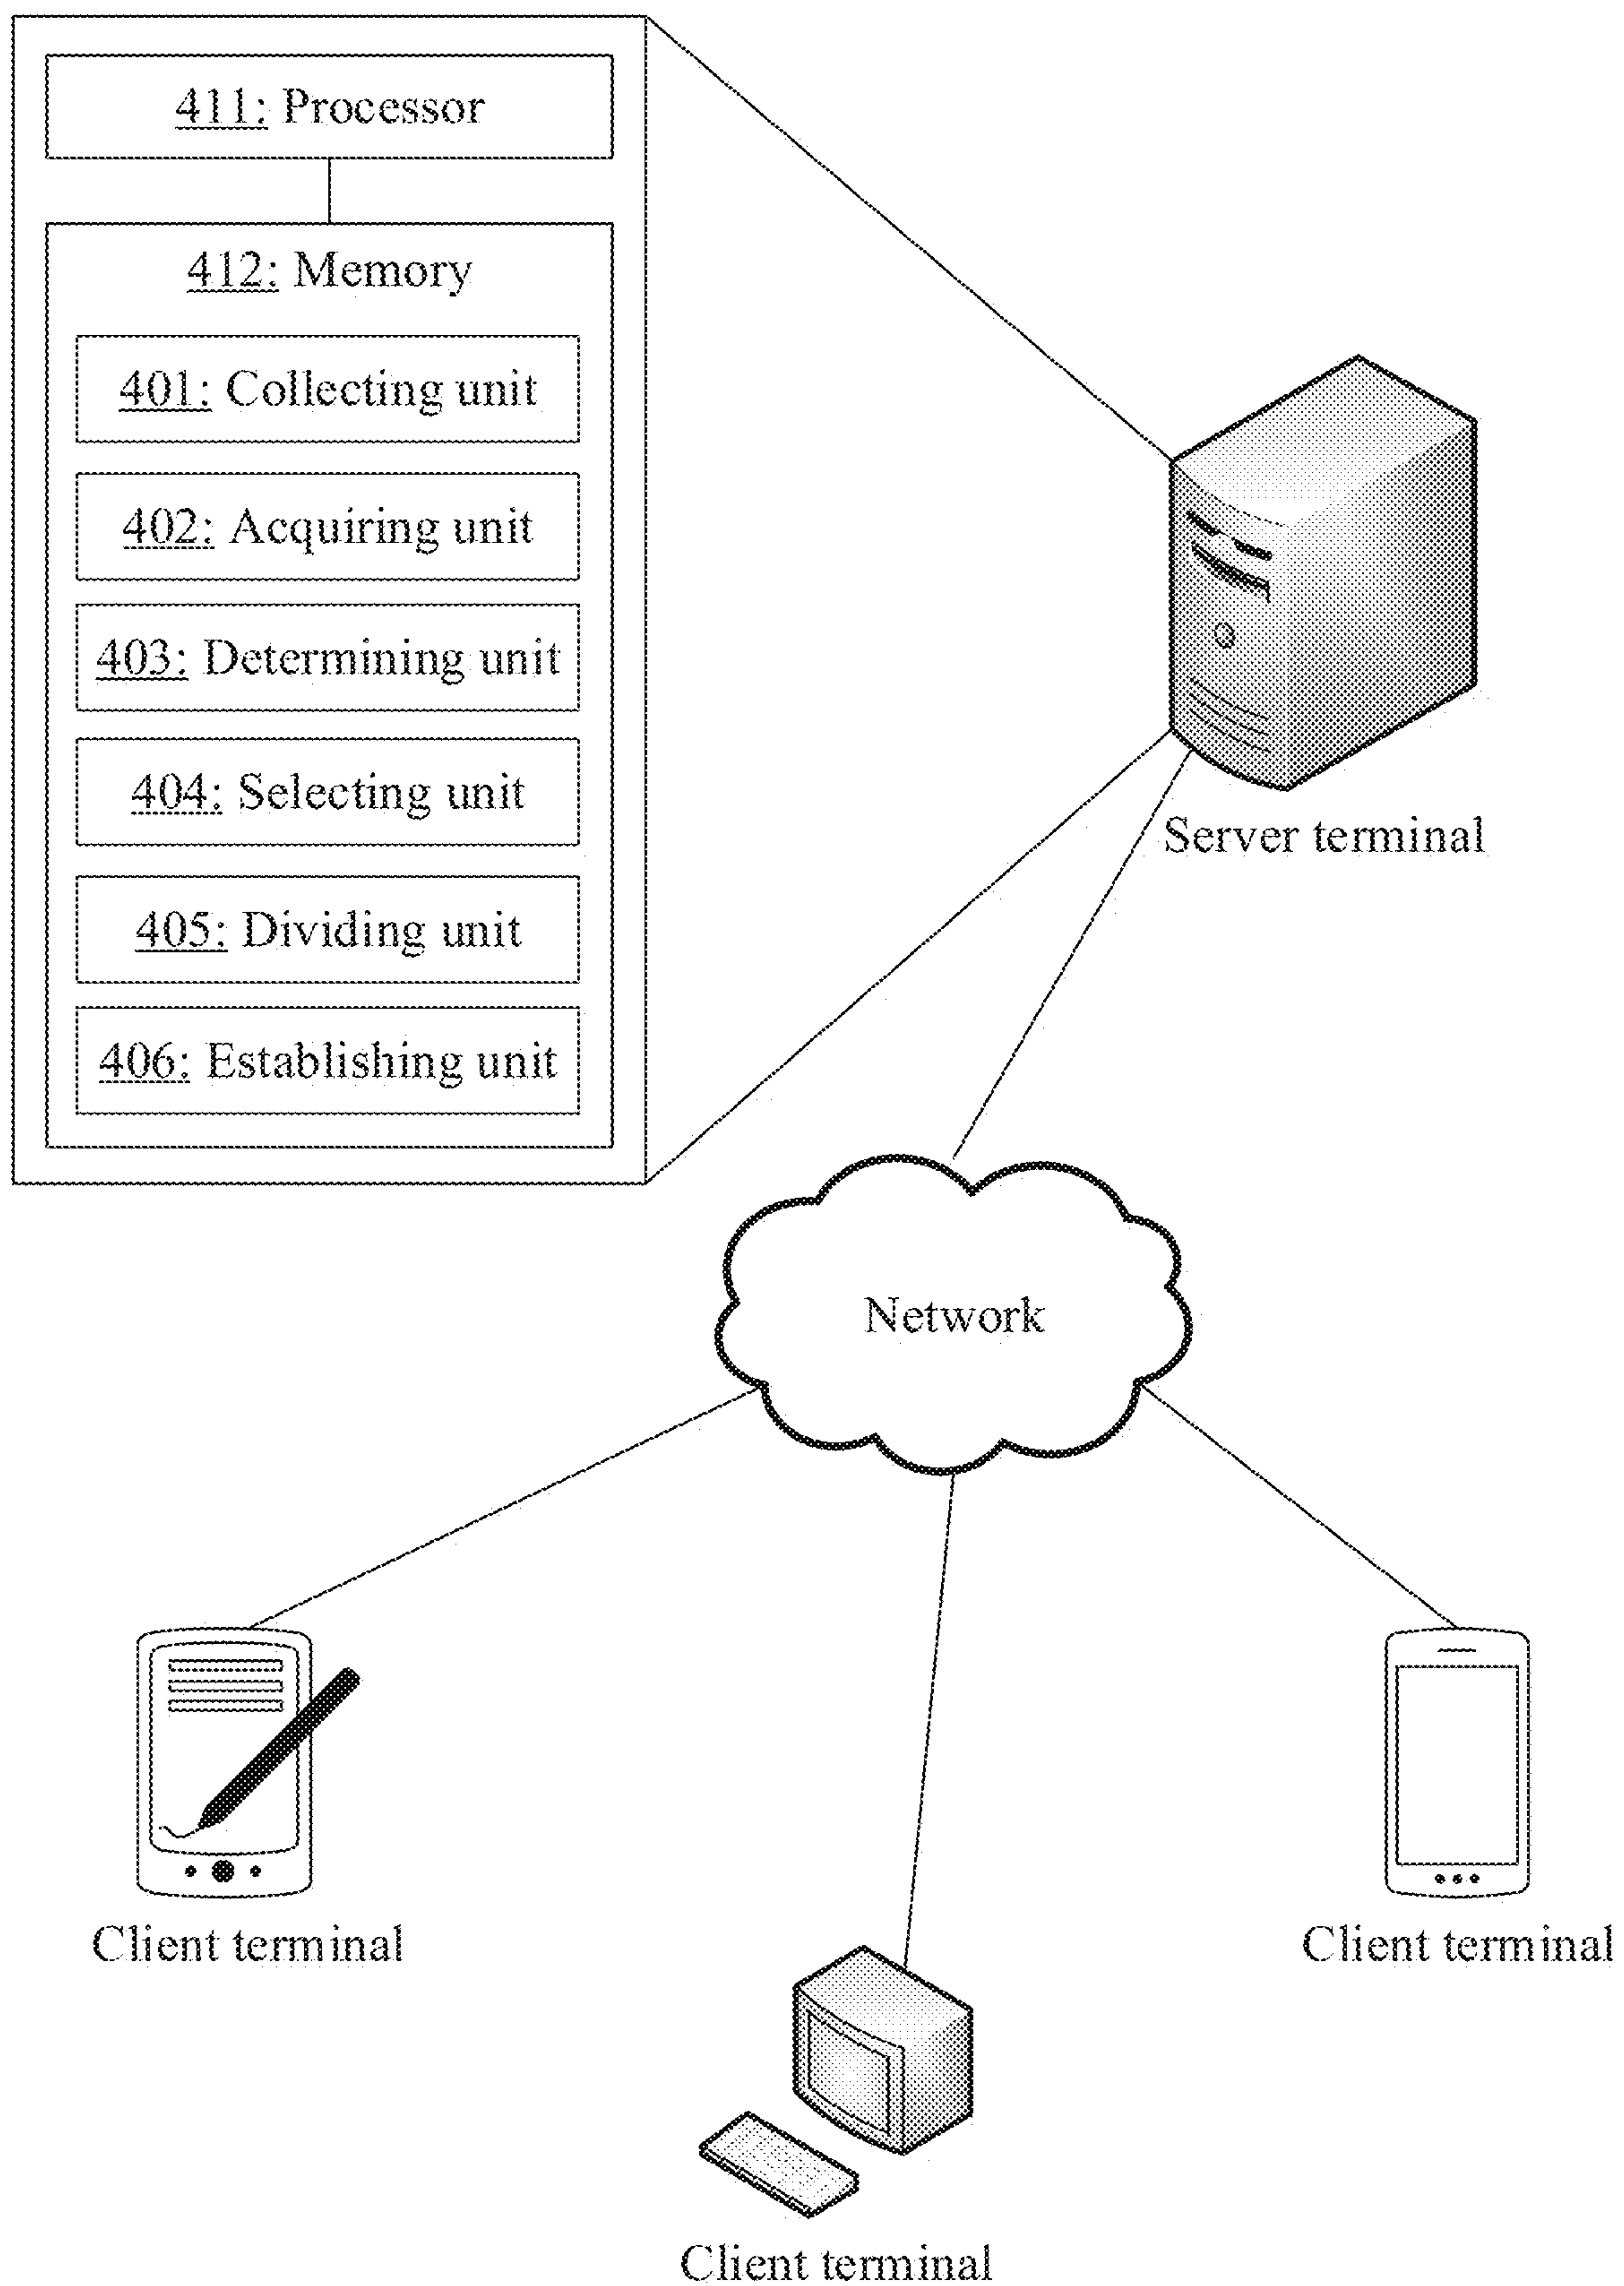 411: Processor
412: Memory
401: Collecting unit
402: Acquiring unit
403: Determining unit
404: Selecting unit
405: Dividing unit
406: Establishing unit
Server terminal
Network
Client terminal
Client terminal
Client terminal